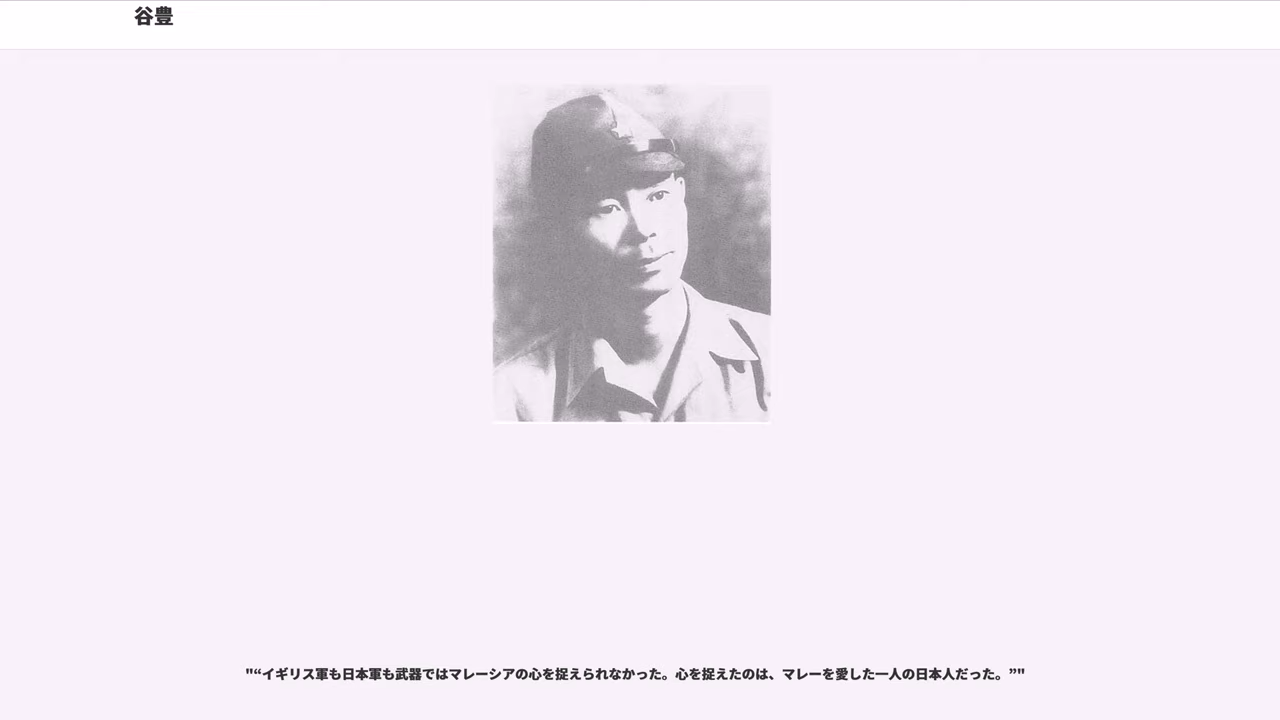 谷豊
"“イギリス軍も日本軍も武器ではマレーシアの心を捉えられなかった。心を捉えたのは、マレーを愛した一人の日本人だった。”"